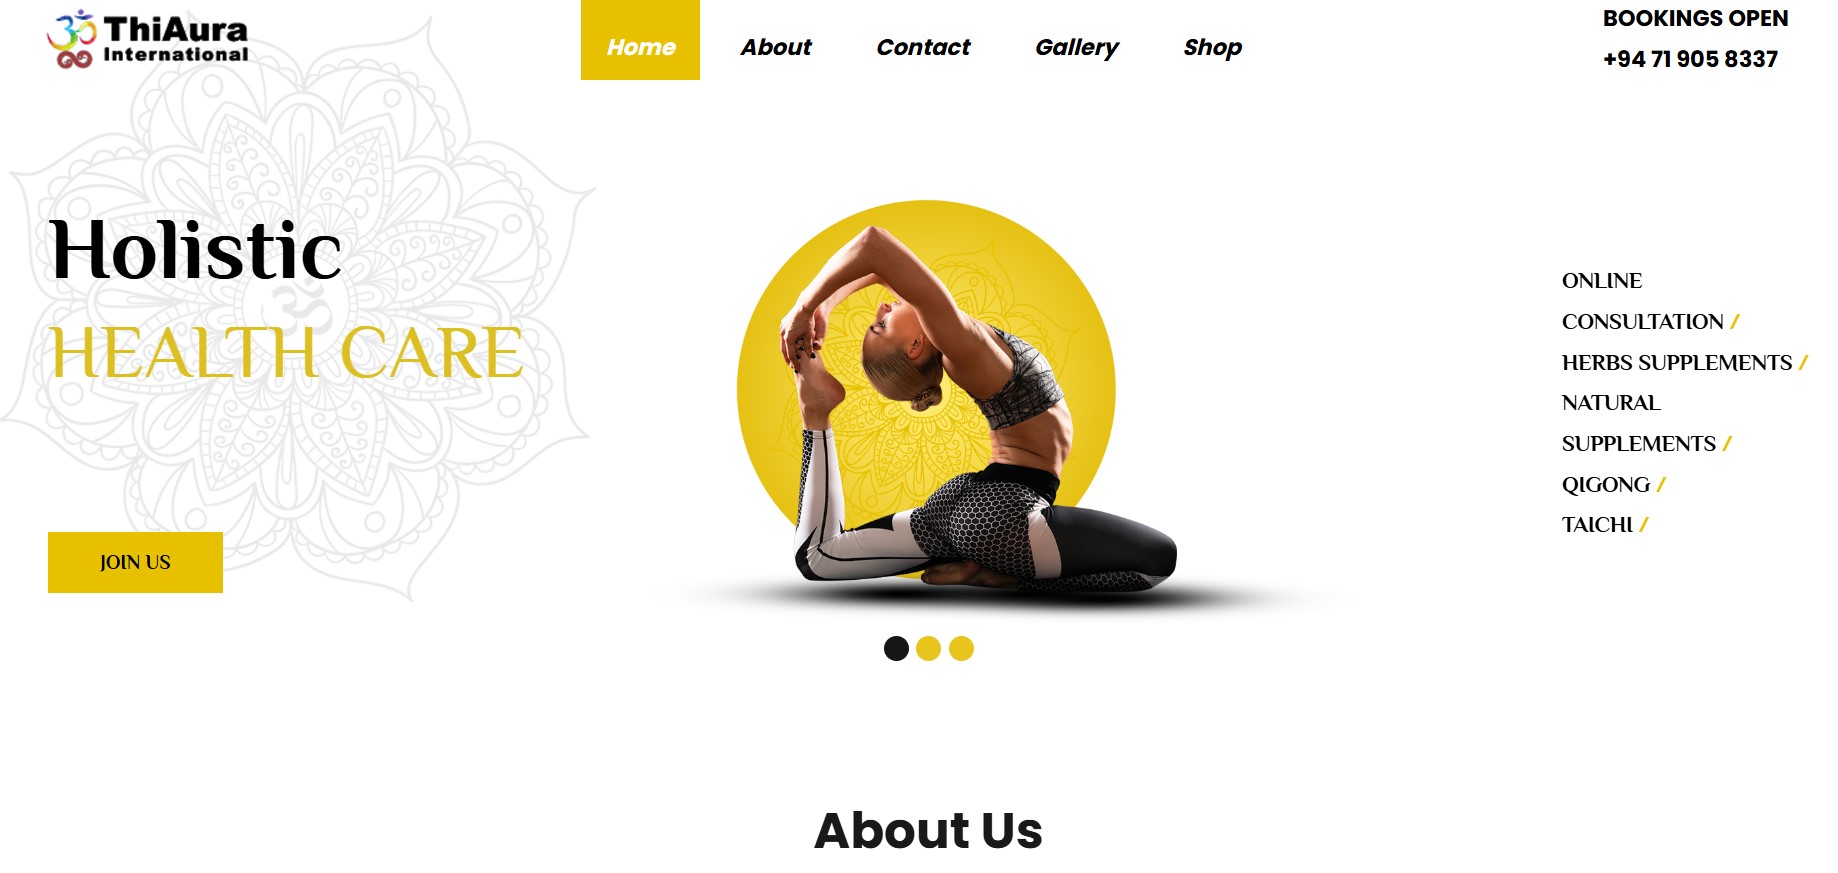 ThiAura
International
Home
About
Contact
Gallery
Shop
BOOKINGS OPEN
+94 71 905 8337
Holistic
HEALTH CARE
JOIN US
ONLINE
CONSULTATION /
HERBS SUPPLEMENTS /
NATURAL
SUPPLEMENTS /
QIGONG /
TAICHI /
About Us